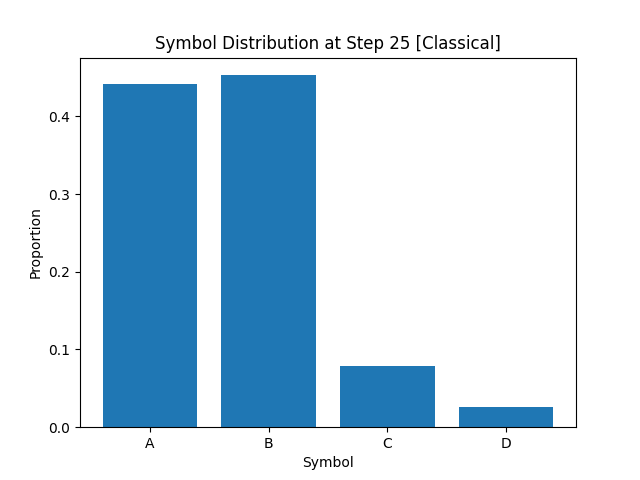 Symbol Distribution at Step 25 [Classical]
Proportion
0.4
0.3
0.2
0.1
0.0
A B C D
Symbol